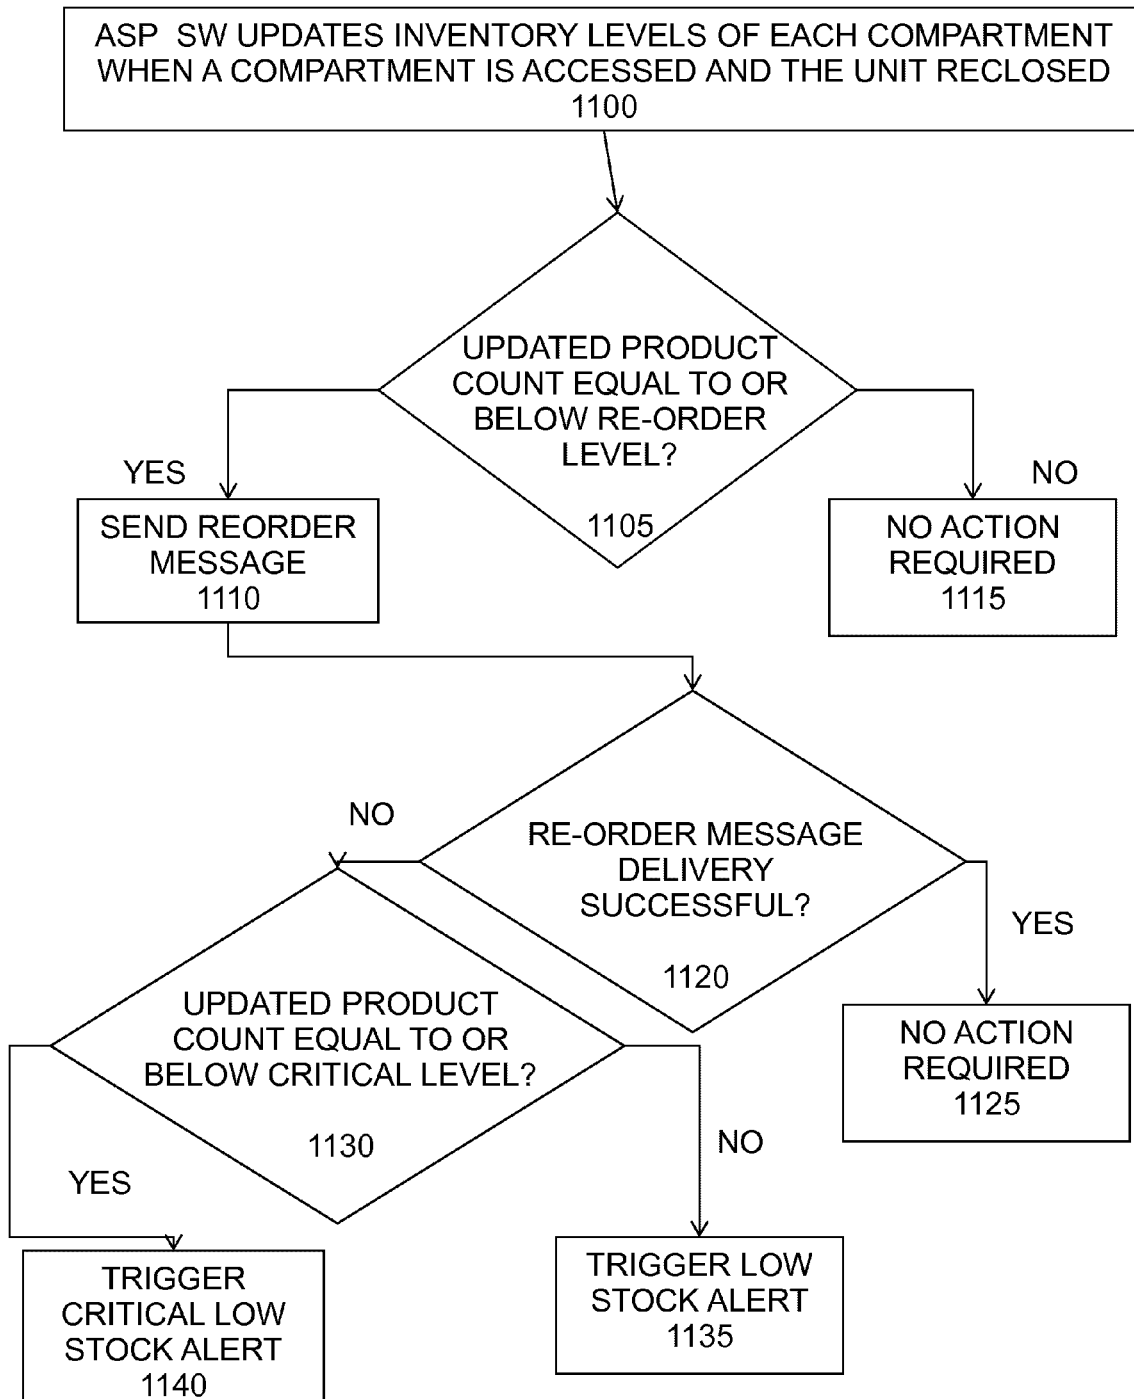 ASP SW UPDATES INVENTORY LEVELS OF EACH COMPARTMENT
WHEN A COMPARTMENT IS ACCESSED AND THE UNIT RECLOSED
1100
UPDATED PRODUCT
COUNT EQUAL TO OR
BELOW RE-ORDER
LEVEL?
1105
YES
NO
SEND REORDER
MESSAGE
1110
NO ACTION
REQUIRED
1115
NO
RE-ORDER MESSAGE
DELIVERY
SUCCESSFUL?
1120
YES
UPDATED PRODUCT
COUNT EQUAL TO OR
BELOW CRITICAL LEVEL?
1130
NO ACTION
REQUIRED
1125
YES
NO
TRIGGER
CRITICAL LOW
STOCK ALERT
1140
TRIGGER LOW
STOCK ALERT
1135